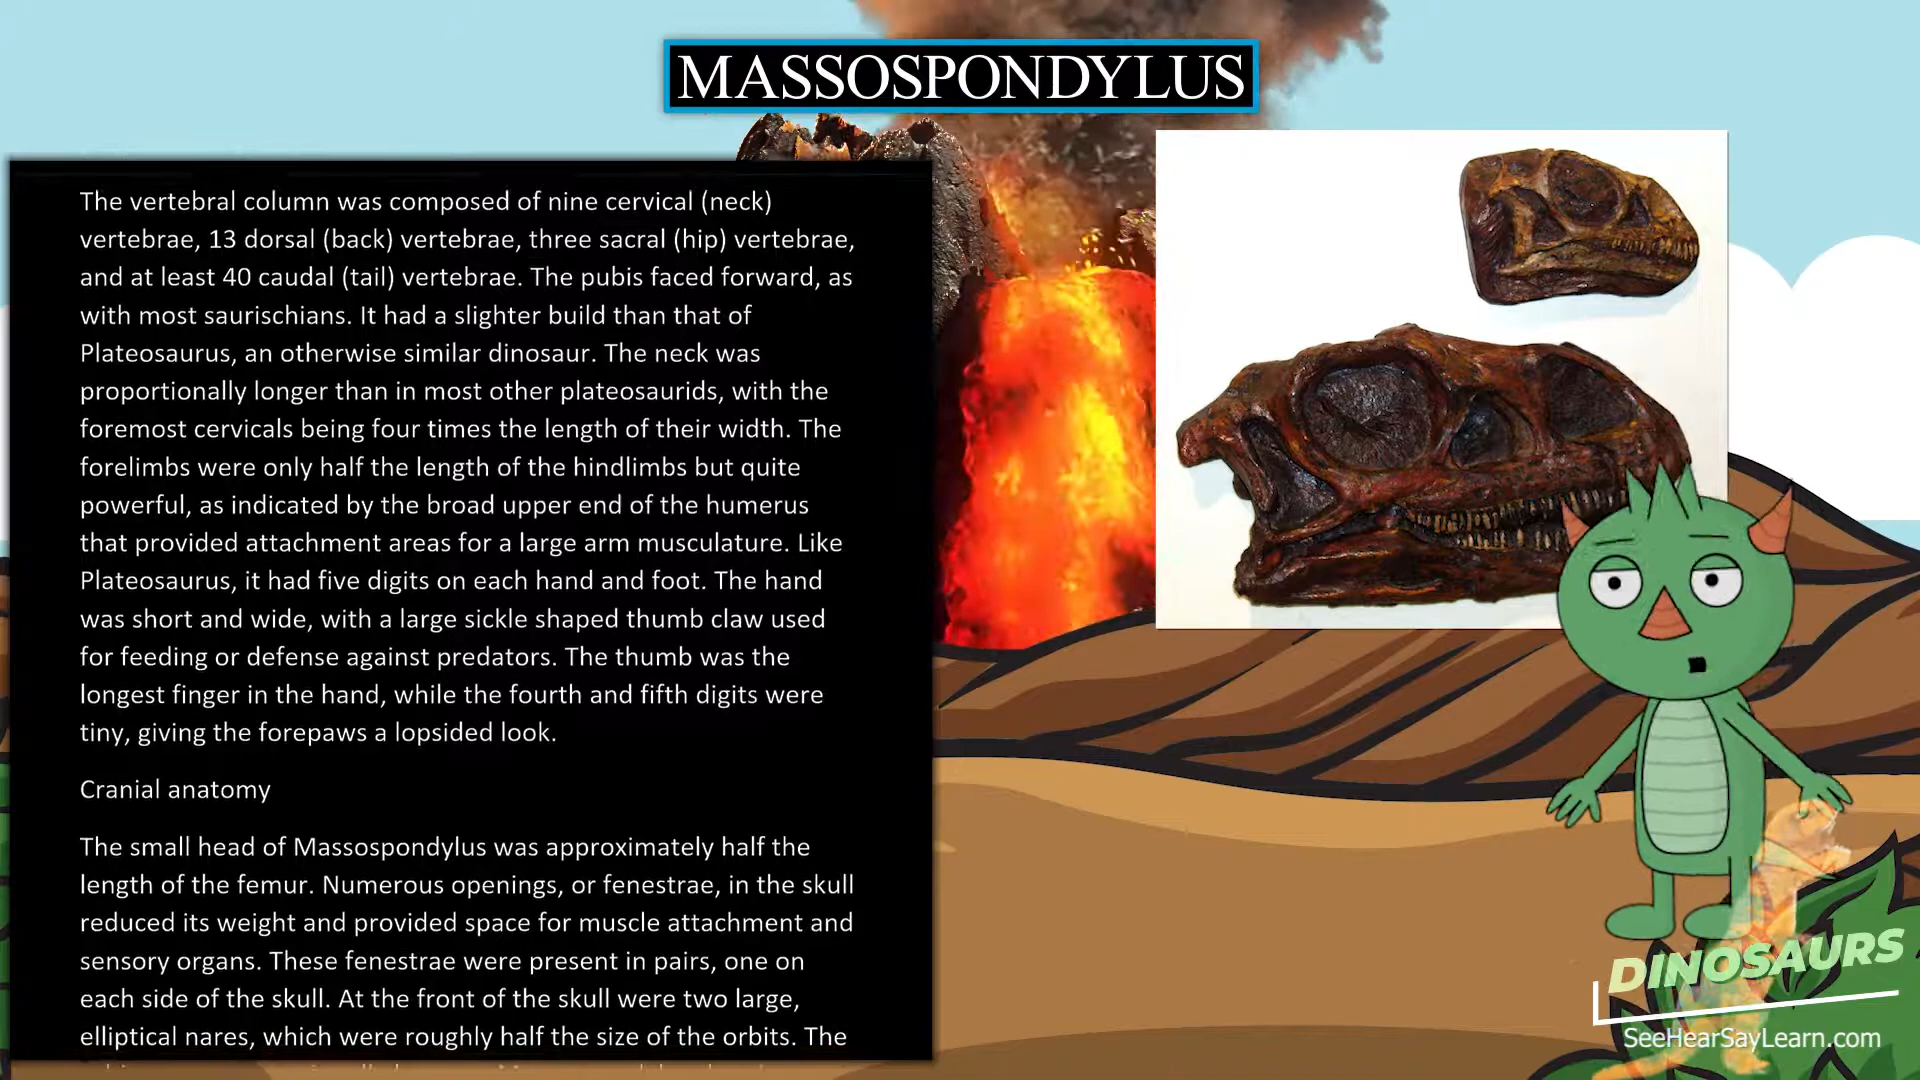 MASSOSPONDYLUS
The vertebral column was composed of nine cervical (neck)
vertebrae, 13 dorsal (back) vertebrae, three sacral (hip) vertebrae,
and at least 40 caudal (tail) vertebrae. The pubis faced forward, as
with most saurischians. It had a slighter build than that of
Plateosaurus, an otherwise similar dinosaur. The neck was
proportionally longer than in most other plateosaurids, with the
foremost cervicals being four times the length of their width. The
forelimbs were only half the length of the hindlimbs but quite
powerful, as indicated by the broad upper end of the humerus
that provided attachment areas for a large arm musculature. Like
Plateosaurus, it had five digits on each hand and foot. The hand
was short and wide, with a large sickle shaped thumb claw used
for feeding or defense against predators. The thumb was the
longest finger in the hand, while the fourth and fifth digits were
tiny, giving the forepaws a lopsided look.
Cranial anatomy
The small head of Massospondylus was approximately half the
length of the femur. Numerous openings, or fenestrae, in the skull
reduced its weight and provided space for muscle attachment and
sensory organs. These fenestrae were present in pairs, one on
each side of the skull. At the front of the skull were two large,
elliptical nares, which were roughly half the size of the orbits. The
DINOSAURS
SeeHearSayLearn.com